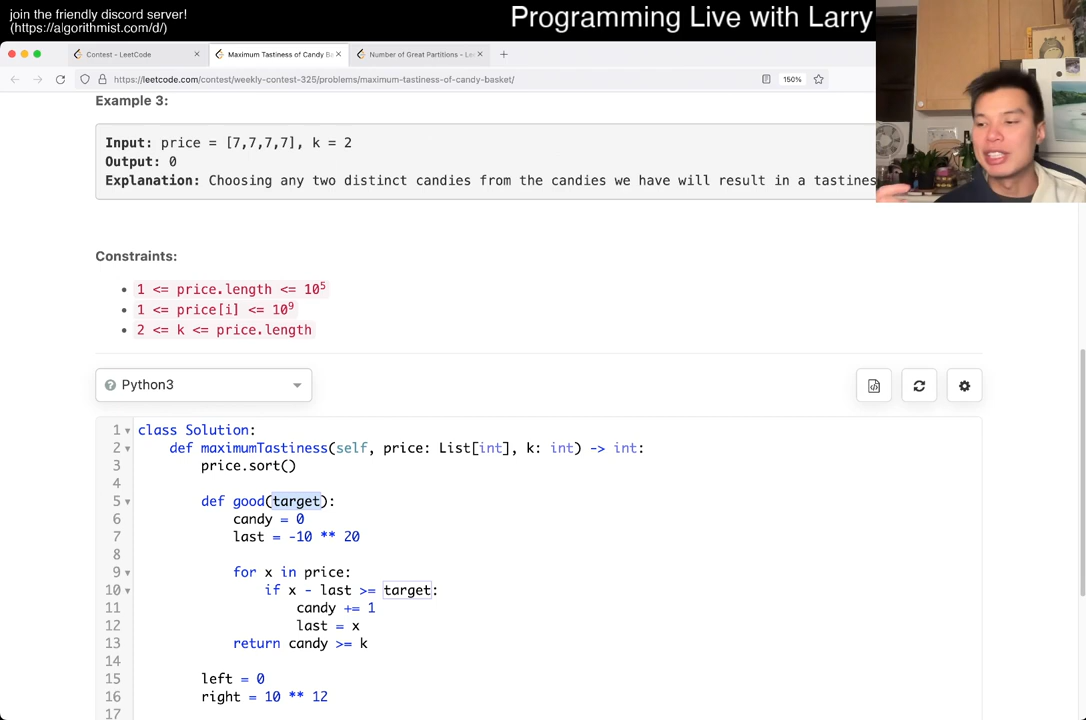 join the friendly discord server!
(https://algorithmist.com/d/)
Programming Live with Larry
Contest - LeetCode
Maximum Tastiness of Candy Ba
Number of Great Partitions - Le
https://leetcode.com/contest/weekly-contest-325/problems/maximum-tastiness-of-candy-basket/
150%
Example 3:
Input: price = [7,7,7,7], k = 2
Output: 0
Explanation: Choosing any two distinct candies from the candies we have will result in a tastines
Constraints:
1 <= price.length <= 10^5
1 <= price[i] <= 10^9
2 <= k <= price.length
Python3
1 class Solution:
2 def maximumTastiness(self, price: List[int], k: int) -> int:
3 price.sort()
4
5 def good(target):
6 candy = 0
7 last = -10 ** 20
8
9 for x in price:
10 if x - last >= target:
11 candy += 1
12 last = x
13 return candy >= k
14
15 left = 0
16 right = 10 ** 12
17